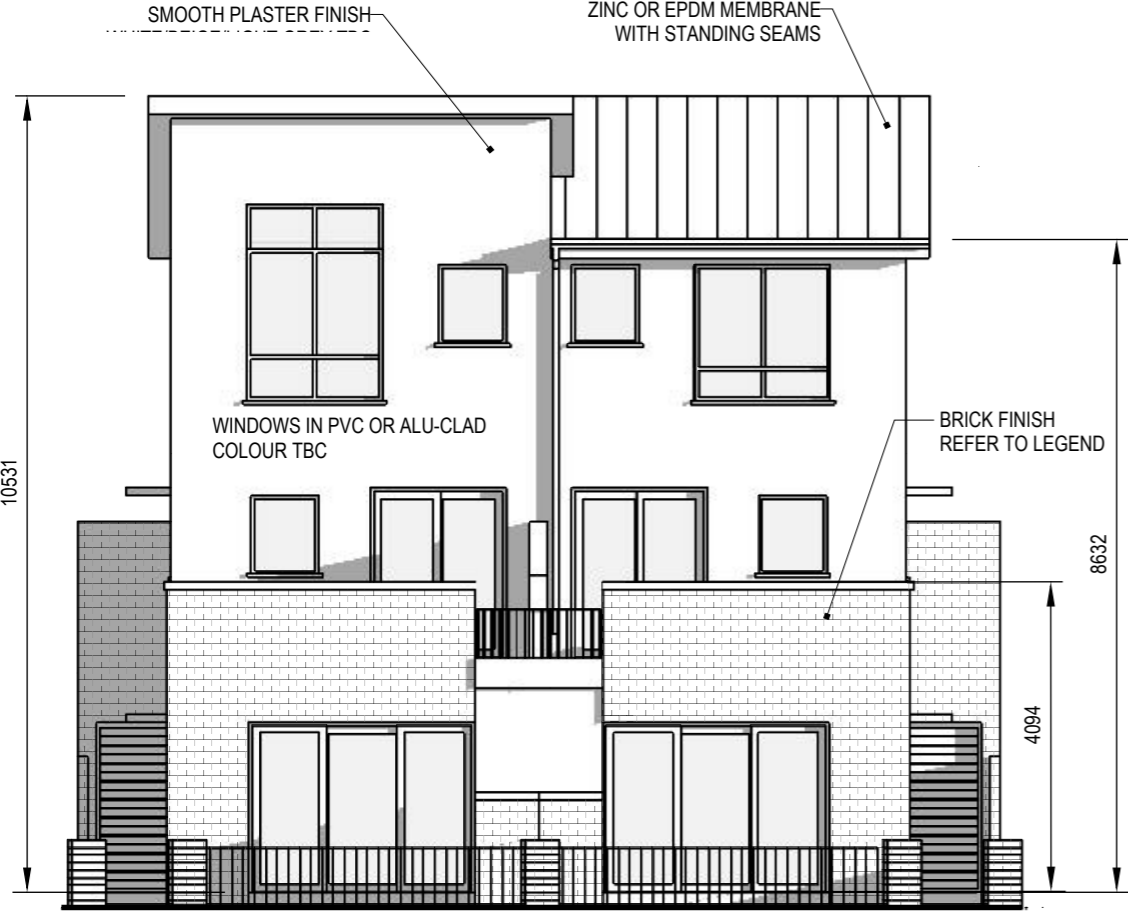 SMOOTH PLASTER FINISH
ZINC OR EPDM MEMBRANE
WITH STANDING SEAMS
WINDOWS IN PVC OR ALU-CLAD
COLOUR TBC
BRICK FINISH
REFER TO LEGEND
10531
8632
4094